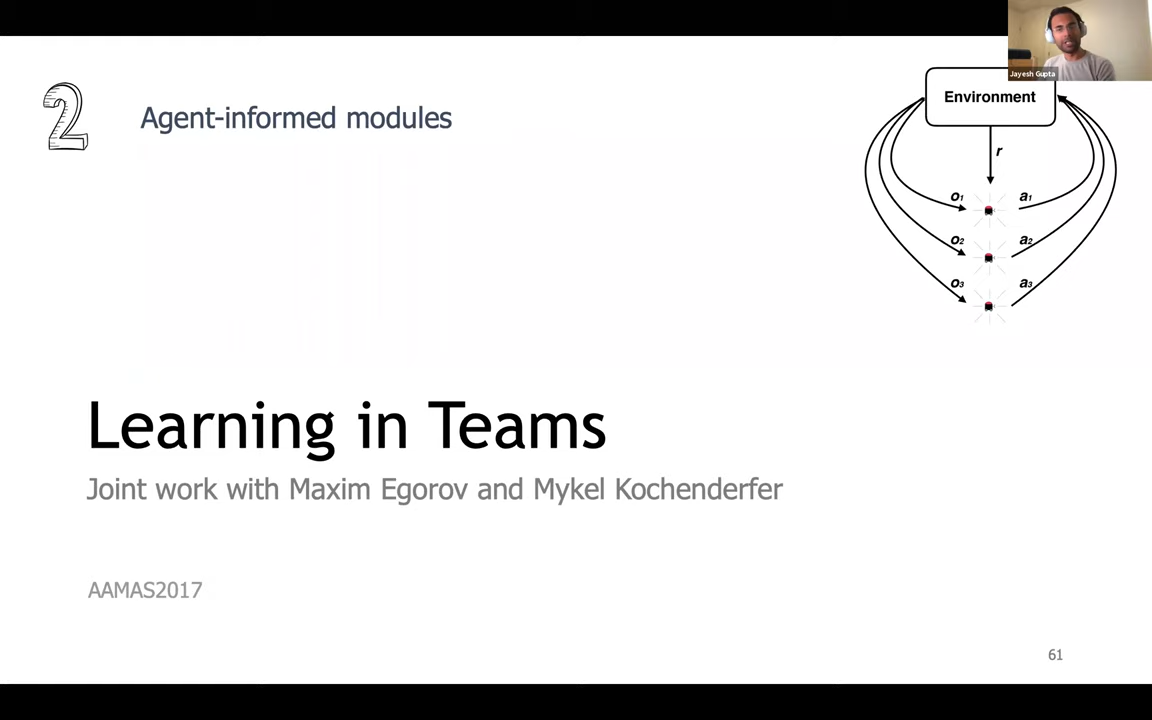 Jayesh Gupta
2
Agent-informed modules
Environment
r
o1
a1
o2
a2
o3
a3
Learning in Teams
Joint work with Maxim Egorov and Mykel Kochenderfer
AAMAS2017
61